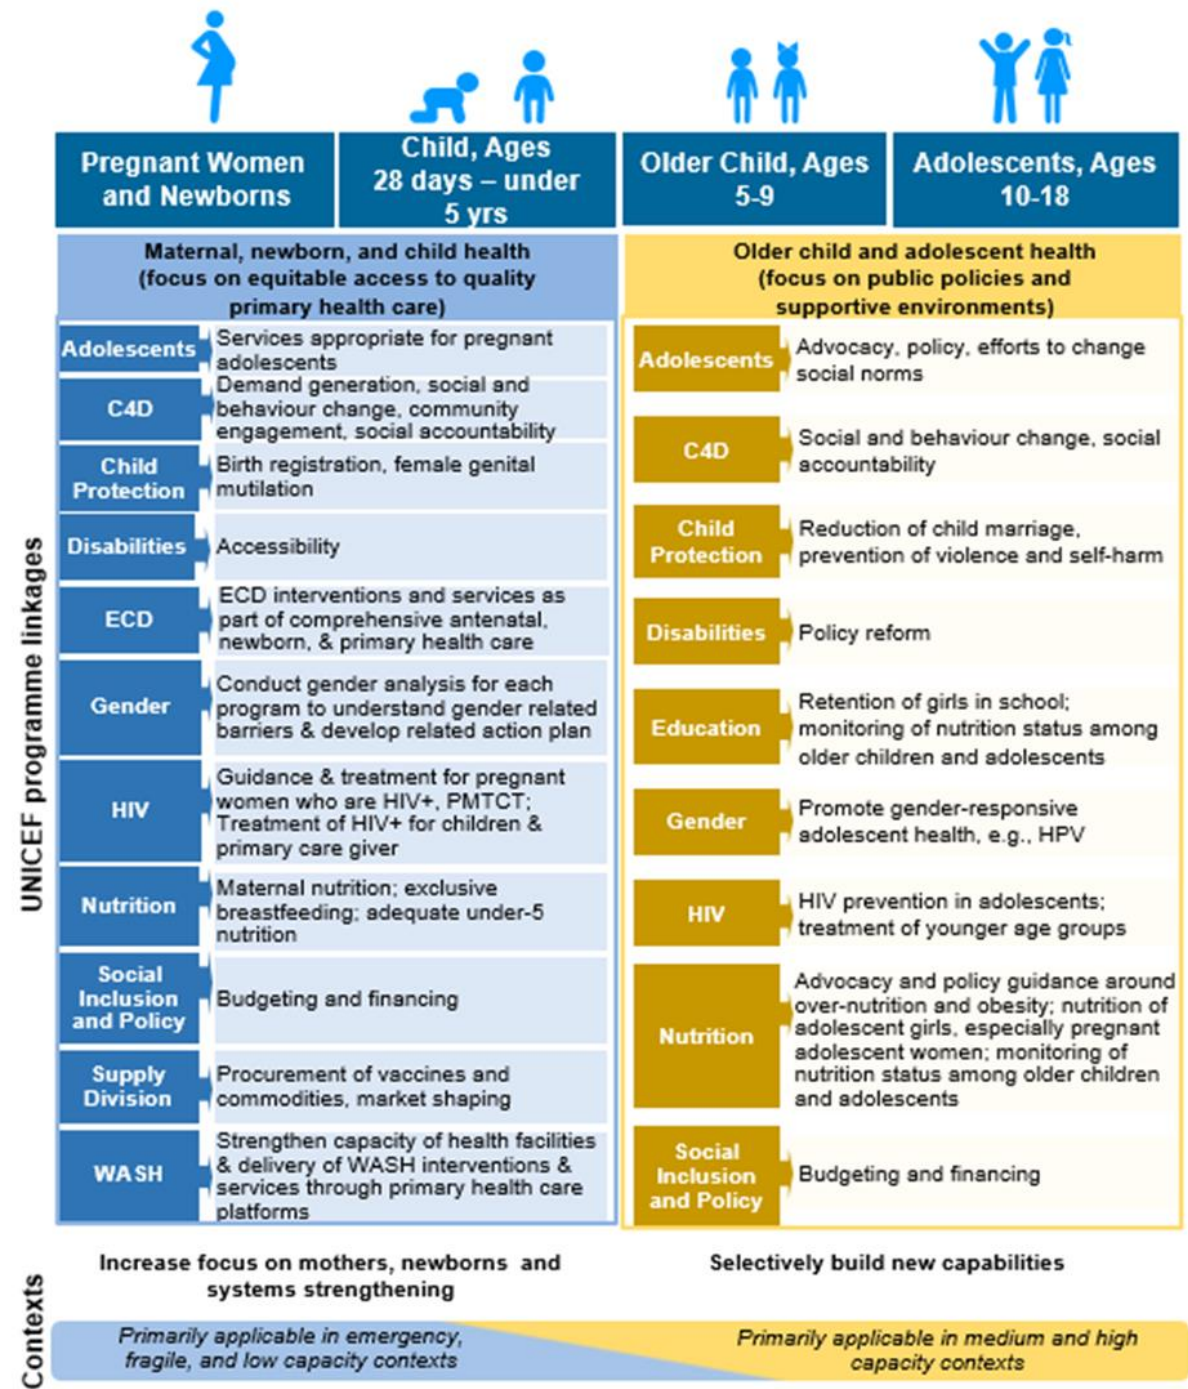 Pregnant Women
and Newborns
Child, Ages
28 days – under
5 yrs
Older Child, Ages
5-9
Adolescents, Ages
10-18
Maternal, newborn, and child health
(focus on equitable access to quality
primary health care)
Older child and adolescent health
(focus on public policies and
supportive environments)
UNICEF programme linkages
Adolescents
Services appropriate for pregnant
adolescents
C4D
Demand generation, social and
behaviour change, community
engagement, social accountability
Child
Protection
Birth registration, female genital
mutilation
Disabilities
Accessibility
ECD
ECD interventions and services as
part of comprehensive antenatal,
newborn, & primary health care
Gender
Conduct gender analysis for each
program to understand gender related
barriers & develop related action plan
HIV
Guidance & treatment for pregnant
women who are HIV+, PMTCT;
Treatment of HIV+ for children &
primary care giver
Nutrition
Maternal nutrition; exclusive
breastfeeding; adequate under-5
nutrition
Social
Inclusion
and Policy
Budgeting and financing
Supply
Division
Procurement of vaccines and
commodities, market shaping
WASH
Strengthen capacity of health facilities
& delivery of WASH interventions &
services through primary health care
platforms
Adolescents
Advocacy, policy, efforts to change
social norms
C4D
Social and behaviour change, social
accountability
Child
Protection
Reduction of child marriage,
prevention of violence and self-harm
Disabilities
Policy reform
Education
Retention of girls in school;
monitoring of nutrition status among
older children and adolescents
Gender
Promote gender-responsive
adolescent health, e.g., HPV
HIV
HIV prevention in adolescents;
treatment of younger age groups
Nutrition
Advocacy and policy guidance around
over-nutrition and obesity; nutrition of
adolescent girls, especially pregnant
adolescent women; monitoring of
nutrition status among older children
and adolescents
Social
Inclusion
and Policy
Budgeting and financing
Contexts
Increase focus on mothers, newborns and
systems strengthening
Selectively build new capabilities
Primarily applicable in emergency,
fragile, and low capacity contexts
Primarily applicable in medium and high
capacity contexts